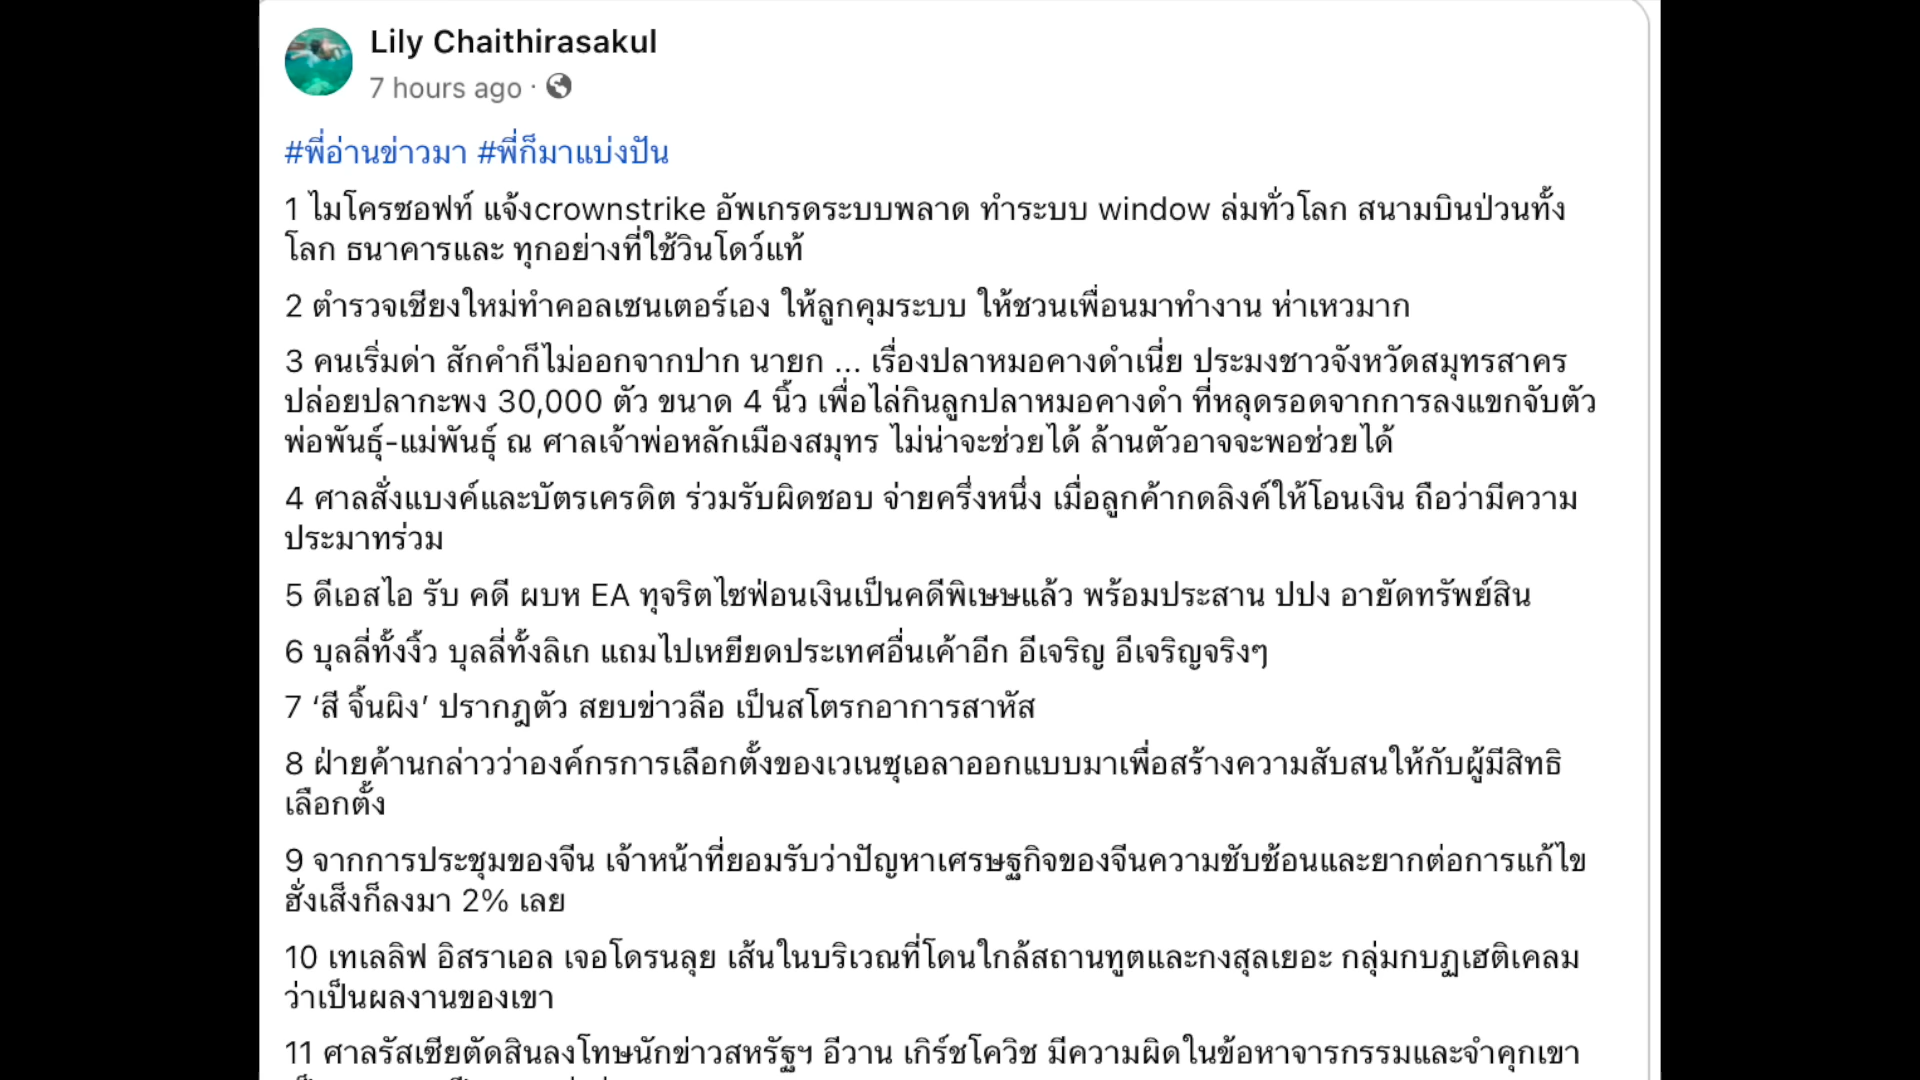 Lily Chaithirasakul
7 hours ago ·
#พี่อ่านข่าวมา #พี่ก็มาแบ่งปัน
1 ไมโครซอฟท์ แจ้งcrownstrike อัพเกรดระบบพลาด ทำระบบ window ล่มทั่วโลก สนามบินป่วนทั้ง
โลก ธนาคารและ ทุกอย่างที่ใช้วินโดว์แท้
2 ตำรวจเชียงใหม่ทำคอลเซนเตอร์เอง ให้ลูกคุมระบบ ให้ชวนเพื่อนมาทำงาน ห่าเหวมาก
3 คนเริ่มด่า สักคำก็ไม่ออกจากปาก นายก ... เรื่องปลาหมอคางดำเนี่ย ประมงชาวจังหวัดสมุทรสาคร
ปล่อยปลากะพง 30,000 ตัว ขนาด 4 นิ้ว เพื่อไล่กินลูกปลาหมอคางดำ ที่หลุดรอดจากการลงแขกจับตัว
พ่อพันธุ์-แม่พันธุ์ ณ ศาลเจ้าพ่อหลักเมืองสมุทร ไม่น่าจะช่วยได้ ล้านตัวอาจจะพอช่วยได้
4 ศาลสั่งแบงค์และบัตรเครดิต ร่วมรับผิดชอบ จ่ายครึ่งหนึ่ง เมื่อลูกค้ากดลิงค์ให้โอนเงิน ถือว่ามีความ
ประมาทร่วม
5 ดีเอสไอ รับ คดี ผบห EA ทุจริตไซฟ่อนเงินเป็นคดีพิเษษแล้ว พร้อมประสาน ปปง อายัดทรัพย์สิน
6 บุลลี่ทั้งงิ้ว บุลลี่ทั้งลิเก แถมไปเหยียดประเทศอื่นเค้าอีก อีเจริญ อีเจริญจริงๆ
7 ‘สี จิ้นผิง’ ปรากฎตัว สยบข่าวลือ เป็นสโตรกอาการสาหัส
8 ฝ่ายค้านกล่าวว่าองค์กรการเลือกตั้งของเวเนซุเอลาออกแบบมาเพื่อสร้างความสับสนให้กับผู้มีสิทธิ
เลือกตั้ง
9 จากการประชุมของจีน เจ้าหน้าที่ยอมรับว่าปัญหาเศรษฐกิจของจีนความซับซ้อนและยากต่อการแก้ไข
ฮั่งเส็งก็ลงมา 2% เลย
10 เทเลลิฟ อิสราเอล เจอโดรนลุย เส้นในบริเวณที่โดนใกล้สถานทูตและกงสุลเยอะ กลุ่มกบฏเฮติเคลม
ว่าเป็นผลงานของเขา
11 ศาลรัสเซียตัดสินลงโทษนักข่าวสหรัฐฯ อีวาน เกิร์ชโควิช มีความผิดในข้อหาจารกรรมและจำคุกเขา